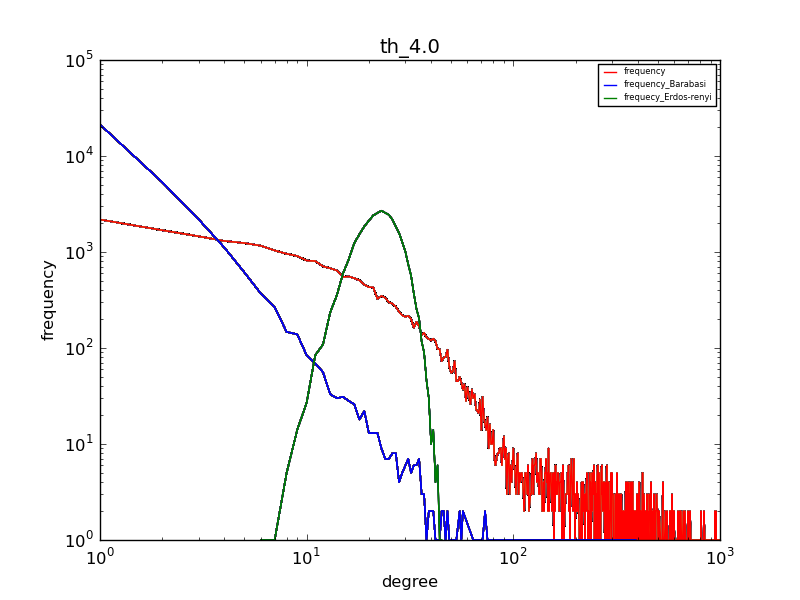 th_4.0
frequency
frequency_Barabasi
frequecy_Erdos-renyi
10^5
10^4
10^3
10^2
10^1
10^0
frequency
10^0
10^1
10^2
10^3
degree